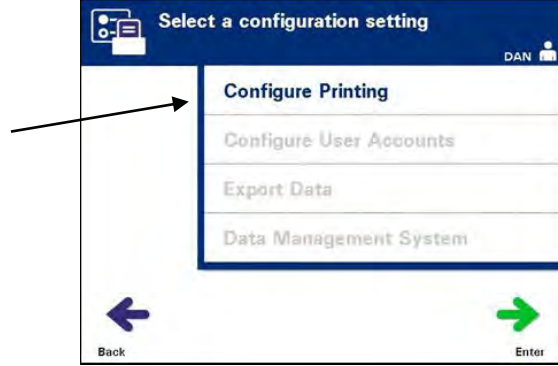 Select a configuration setting
DAN
Configure Printing
Configure User Accounts
Export Data
Data Management System
Back
Enter